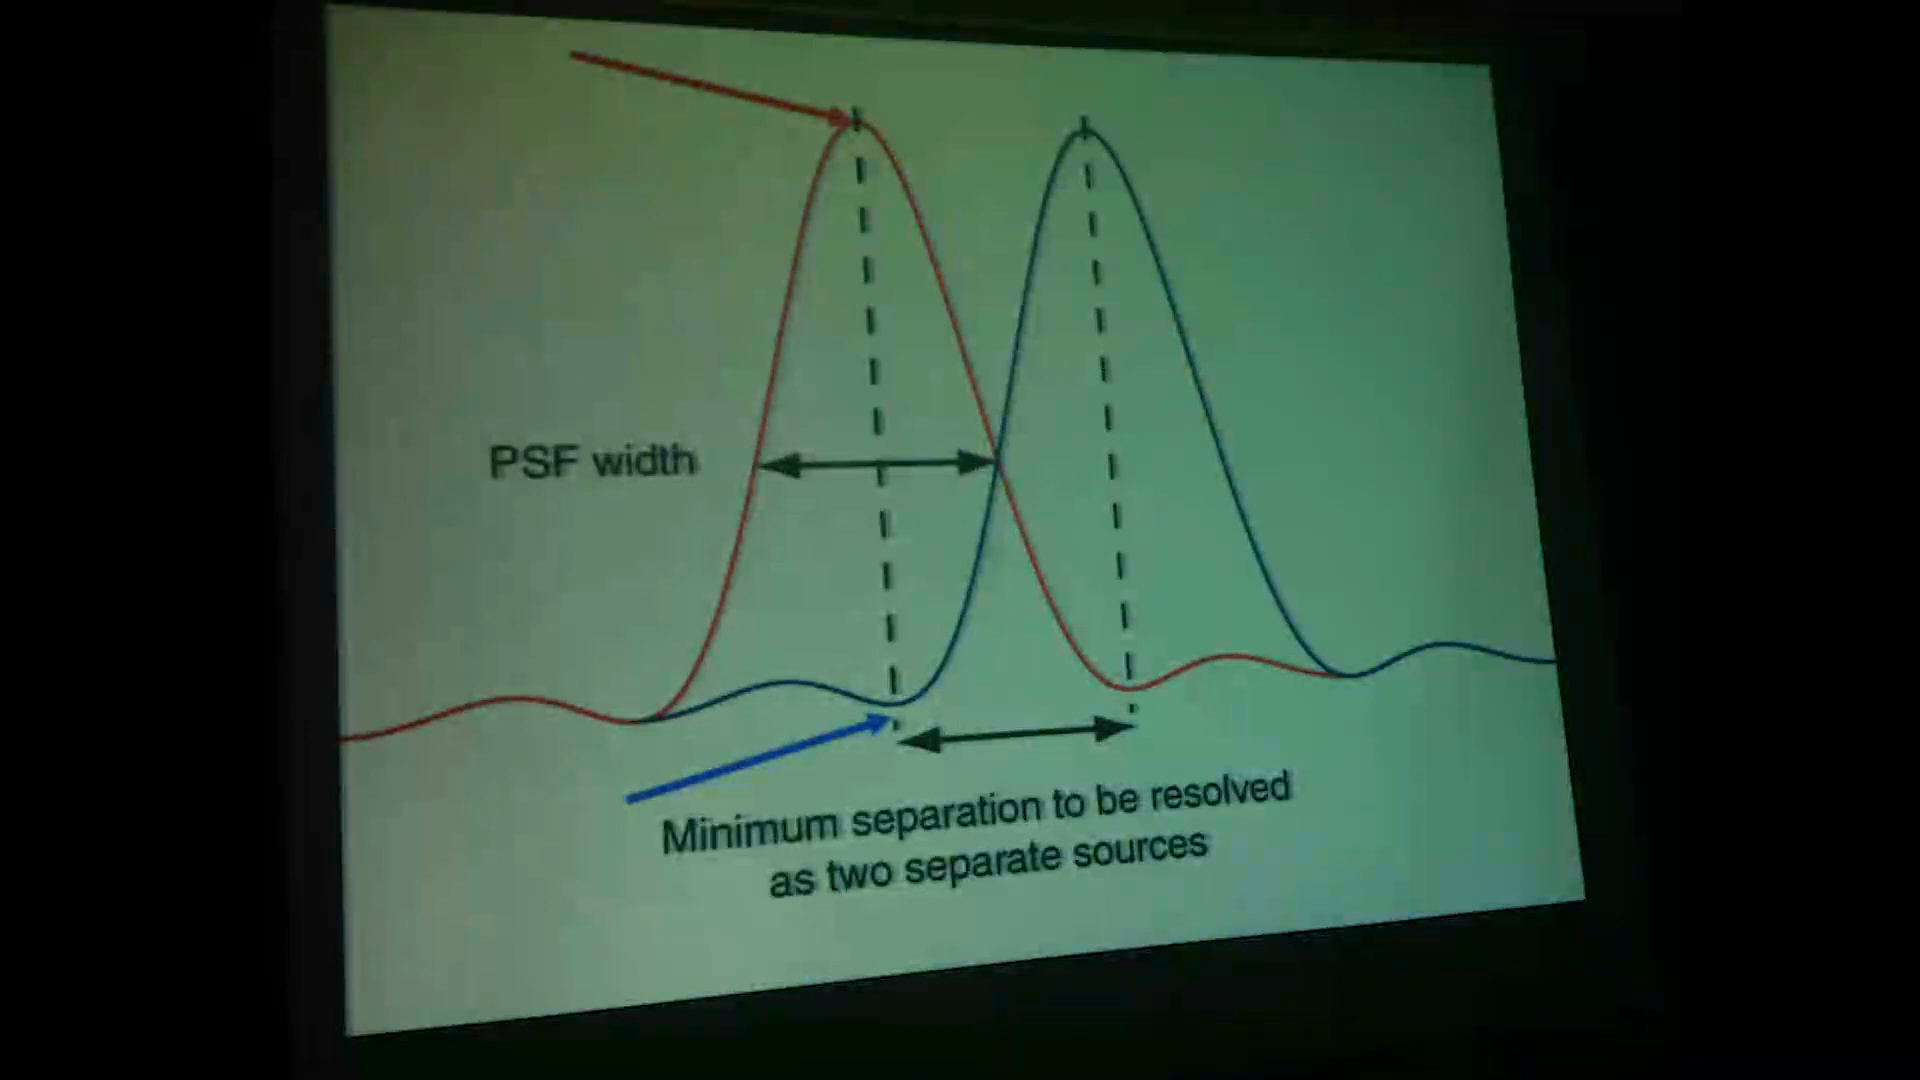 PSF width
Minimum separation to be resolved
as two separate sources